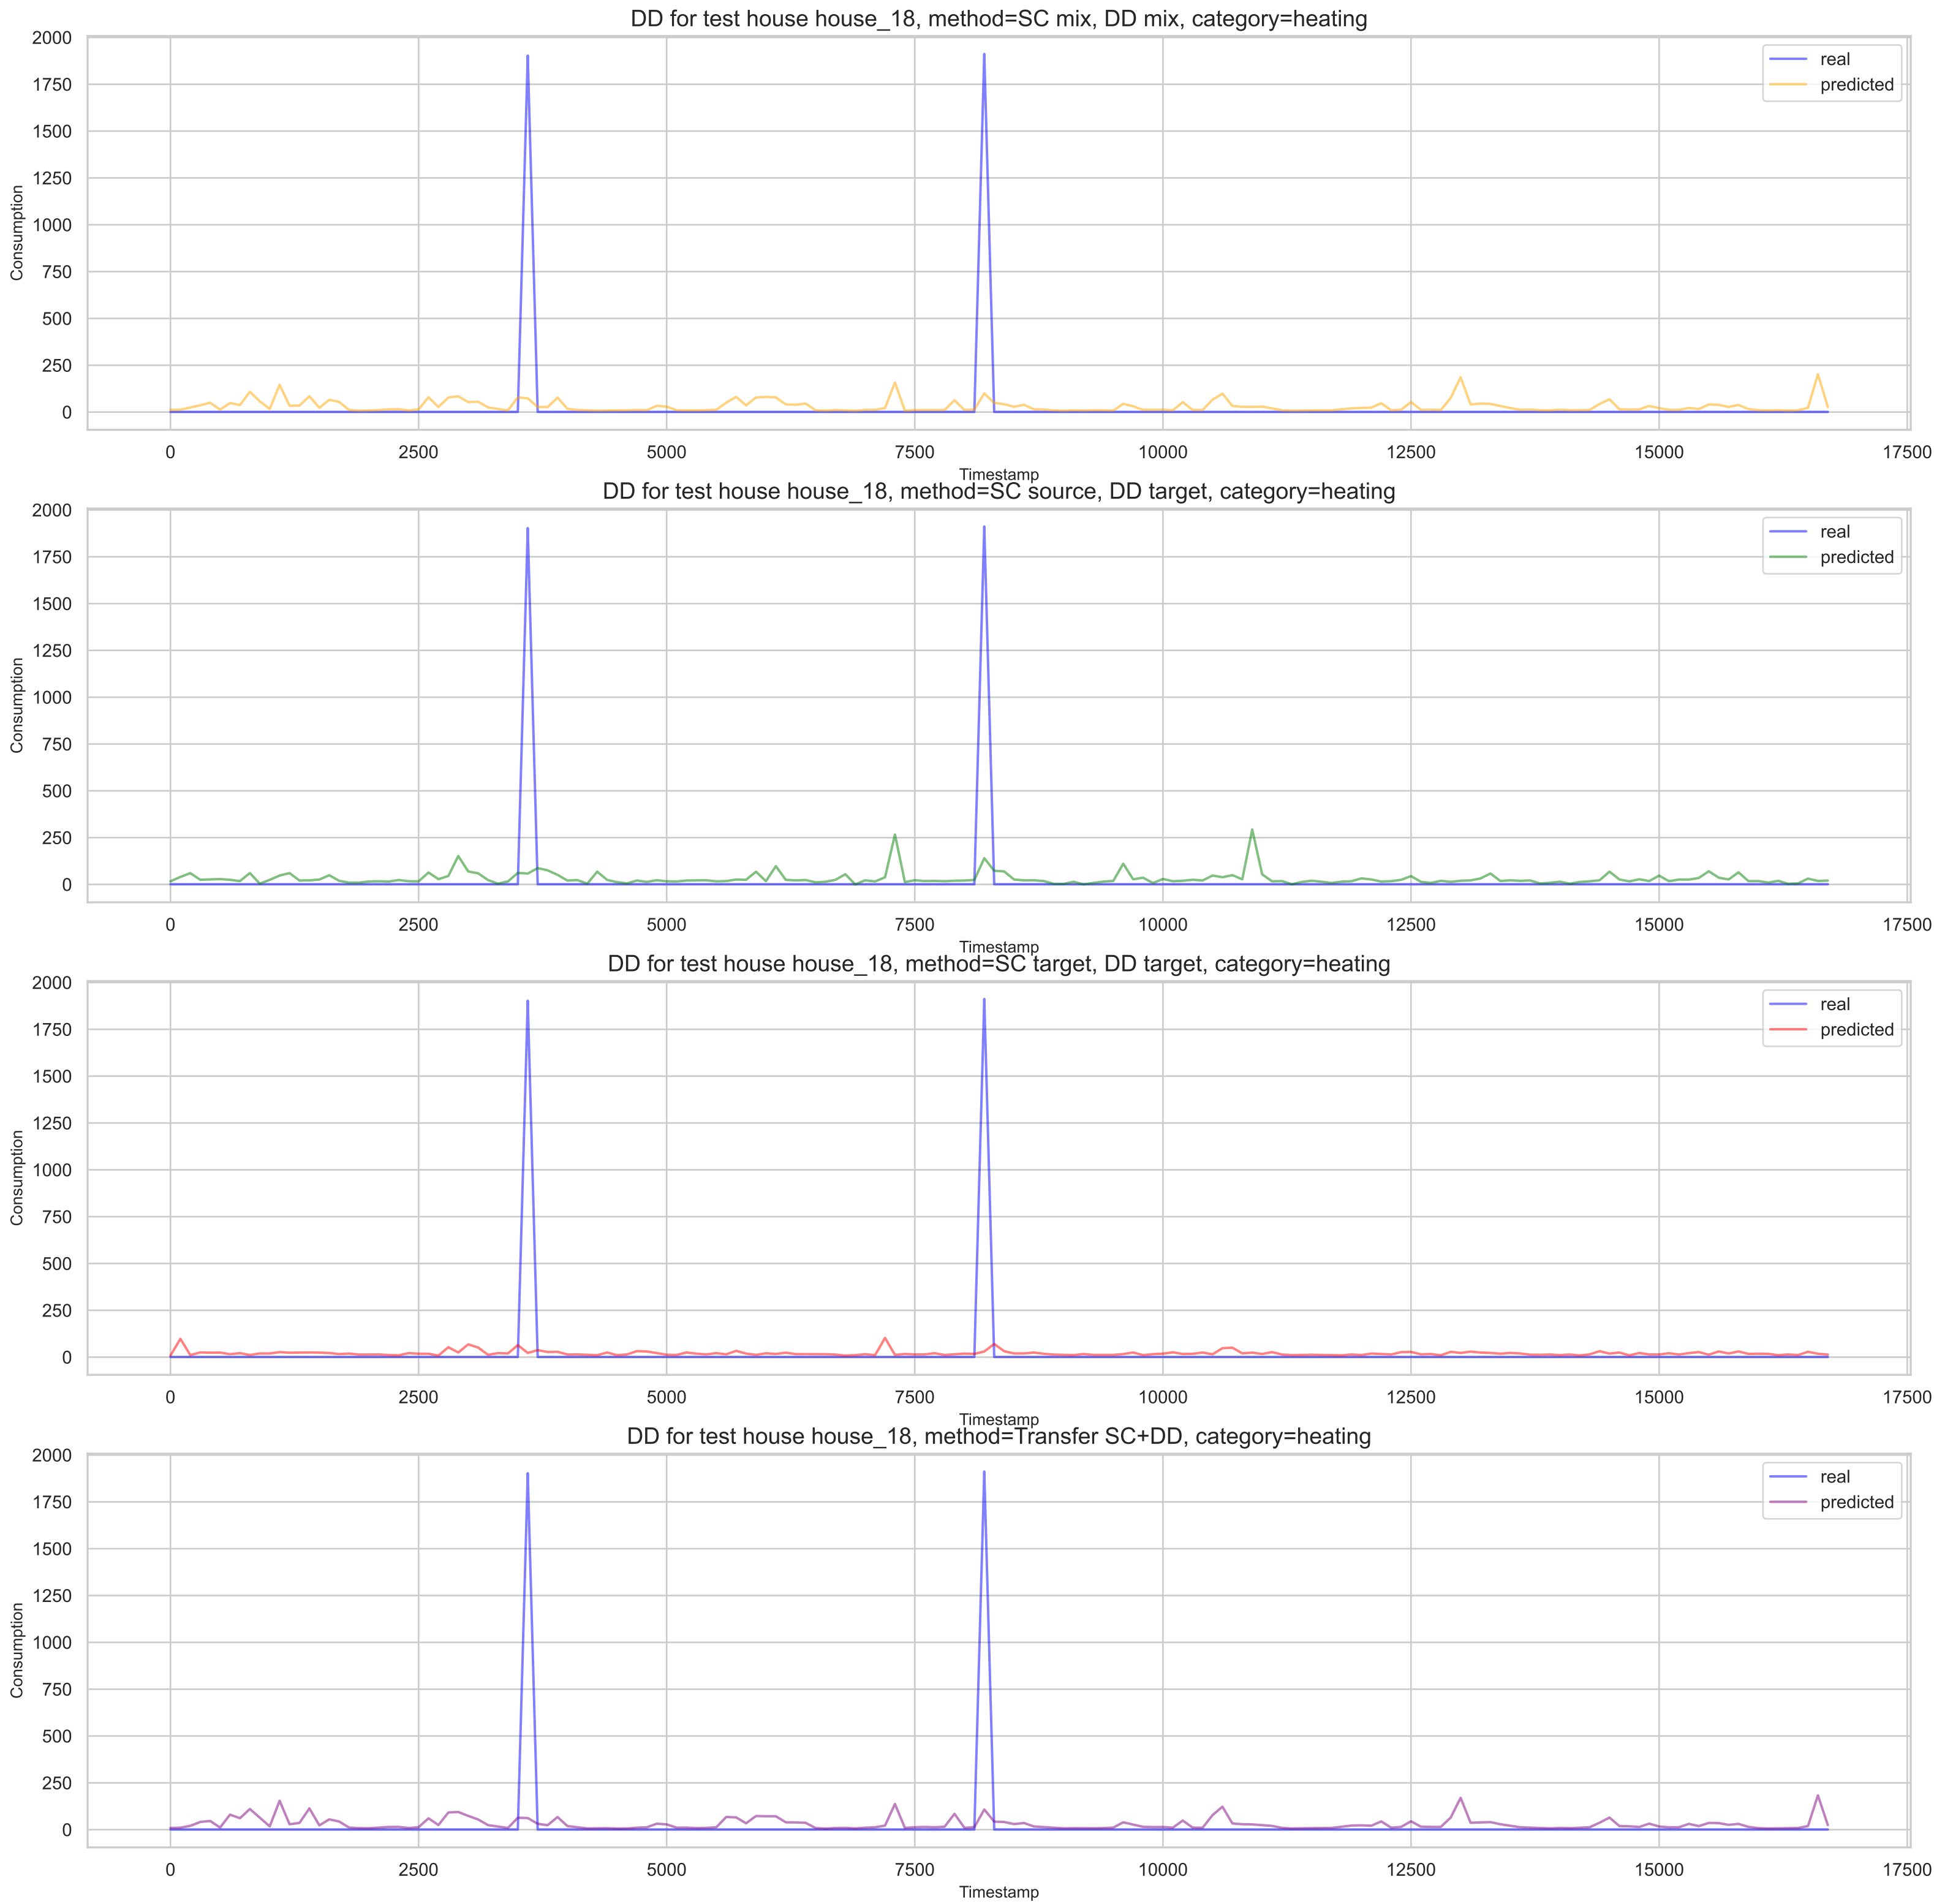 DD for test house house_18, method=SC mix, DD mix, category=heating
2000
1750
1500
1250
1000
750
500
250
0
Consumption
real
predicted
0 2500 5000 7500 10000 12500 15000 17500
Timestamp
DD for test house house_18, method=SC source, DD target, category=heating
2000
1750
1500
1250
1000
750
500
250
0
Consumption
real
predicted
0 2500 5000 7500 10000 12500 15000 17500
Timestamp
DD for test house house_18, method=SC target, DD target, category=heating
2000
1750
1500
1250
1000
750
500
250
0
Consumption
real
predicted
0 2500 5000 7500 10000 12500 15000 17500
Timestamp
DD for test house house_18, method=Transfer SC+DD, category=heating
2000
1750
1500
1250
1000
750
500
250
0
Consumption
real
predicted
0 2500 5000 7500 10000 12500 15000 17500
Timestamp